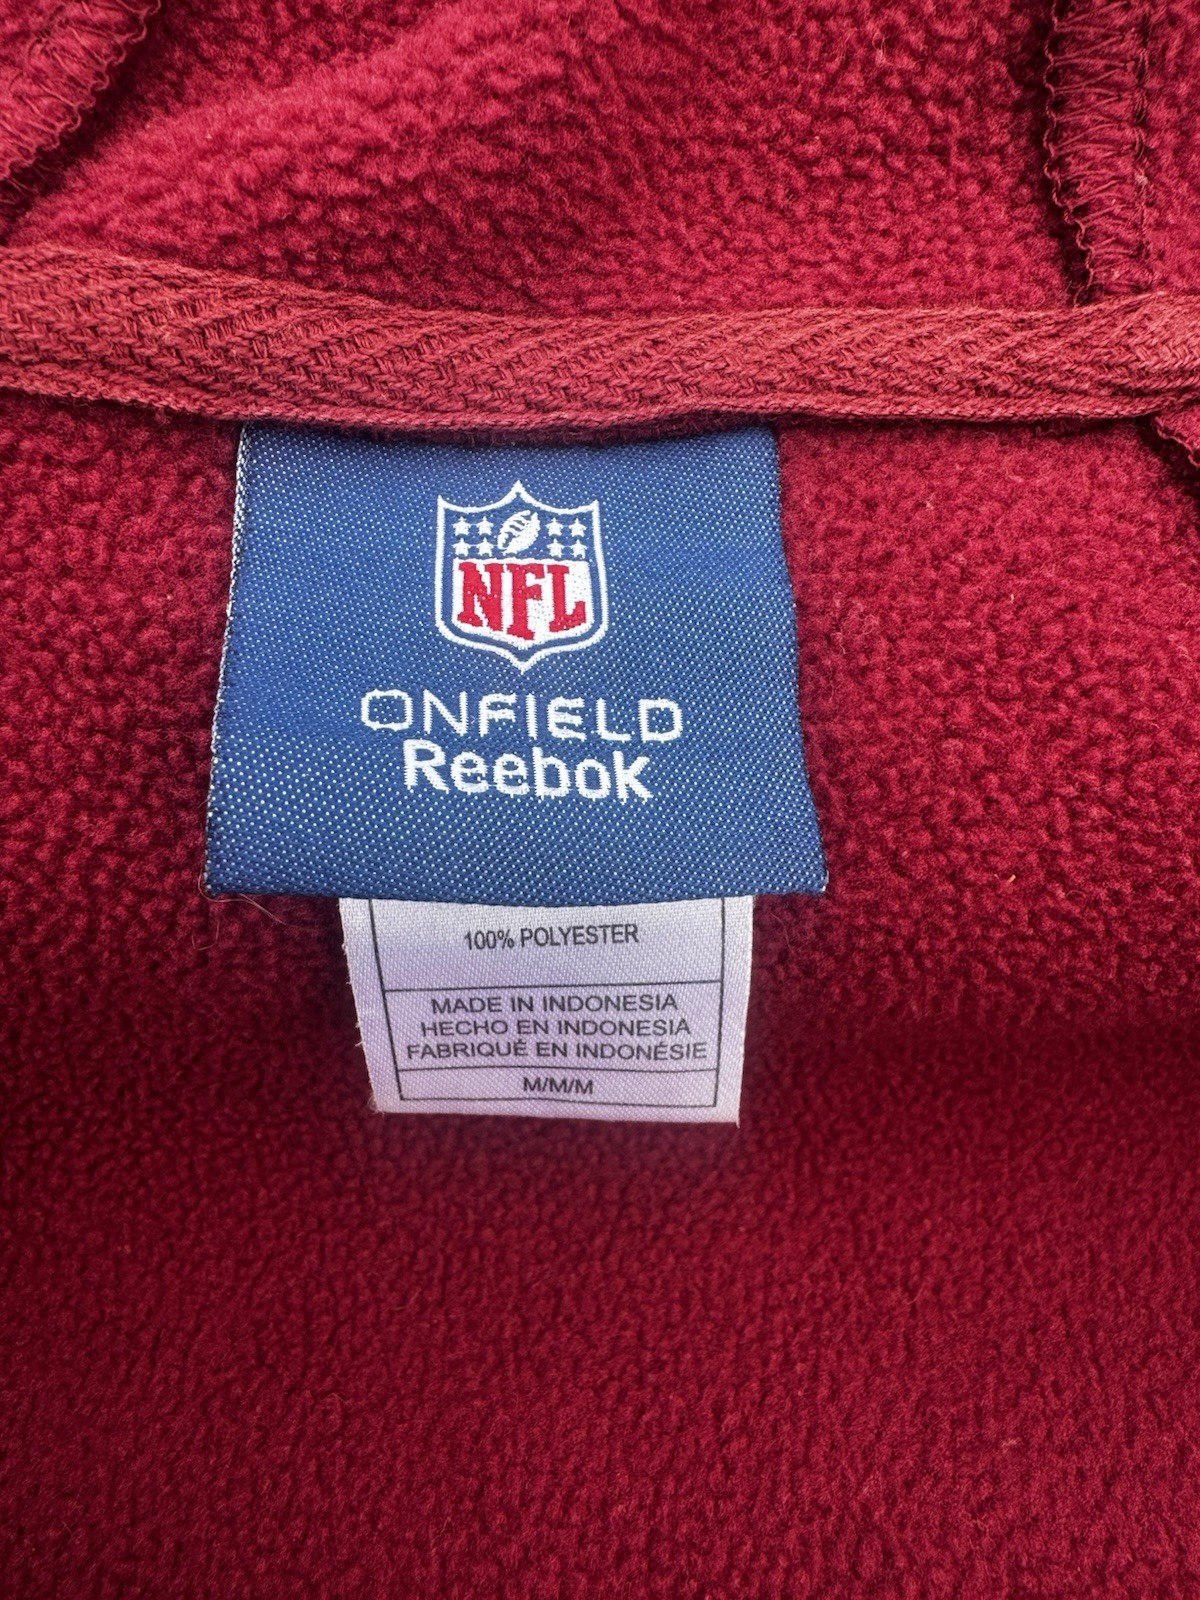 NFL
ONFIELD
Reebok
100% POLYESTER
MADE IN INDONESIA
HECHO EN INDONESIA
FABRIQUÉ EN INDONÉSIE
M/M/M